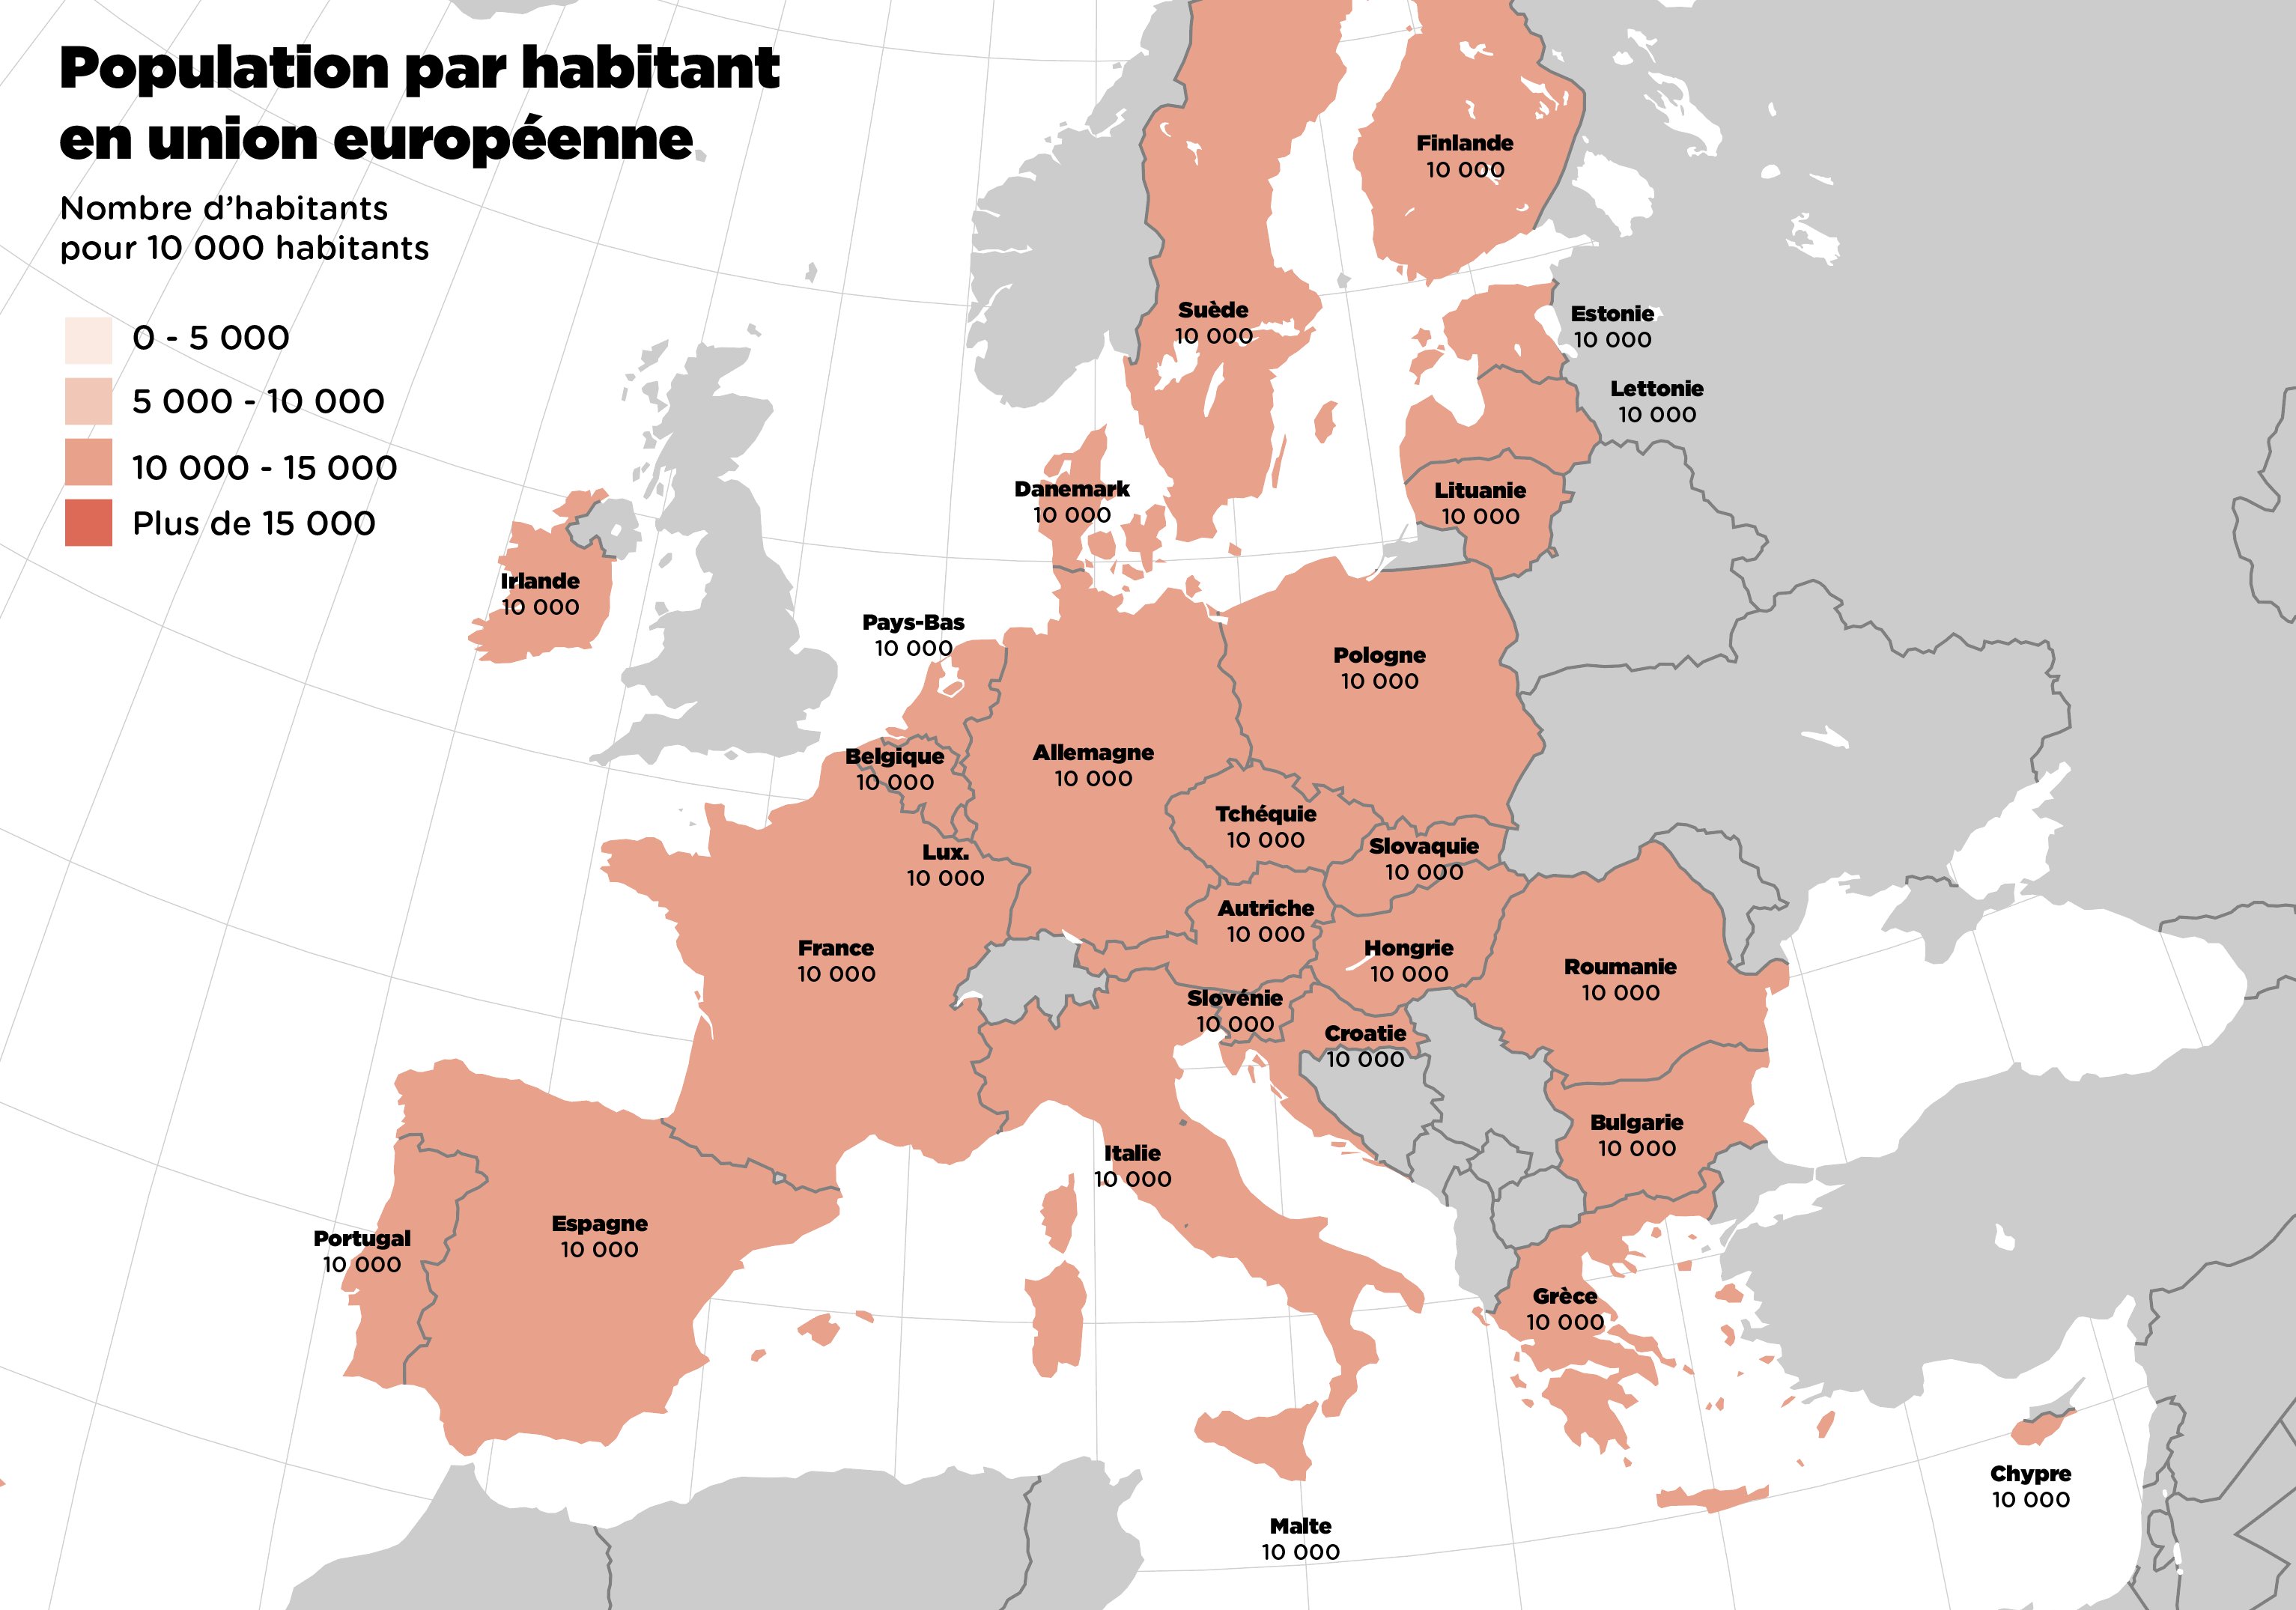 Population par habitant
en union européenne
Nombre d’habitants
pour 10 000 habitants
0 - 5 000
5 000 - 10 000
10 000 - 15 000
Plus de 15 000
Finlande
10 000
Suède
10 000
Estonie
10 000
Lettonie
10 000
Danemark
10 000
Lituanie
10 000
Irlande
10 000
Pays-Bas
10 000
Pologne
10 000
Belgique
10 000
Allemagne
10 000
Tchéquie
10 000
Slovaquie
10 000
Lux.
10 000
Autriche
10 000
France
10 000
Hongrie
10 000
Roumanie
10 000
Slovénie
10 000
Croatie
10 000
Bulgarie
10 000
Italie
10 000
Espagne
10 000
Portugal
10 000
Grèce
10 000
Chypre
10 000
Malte
10 000